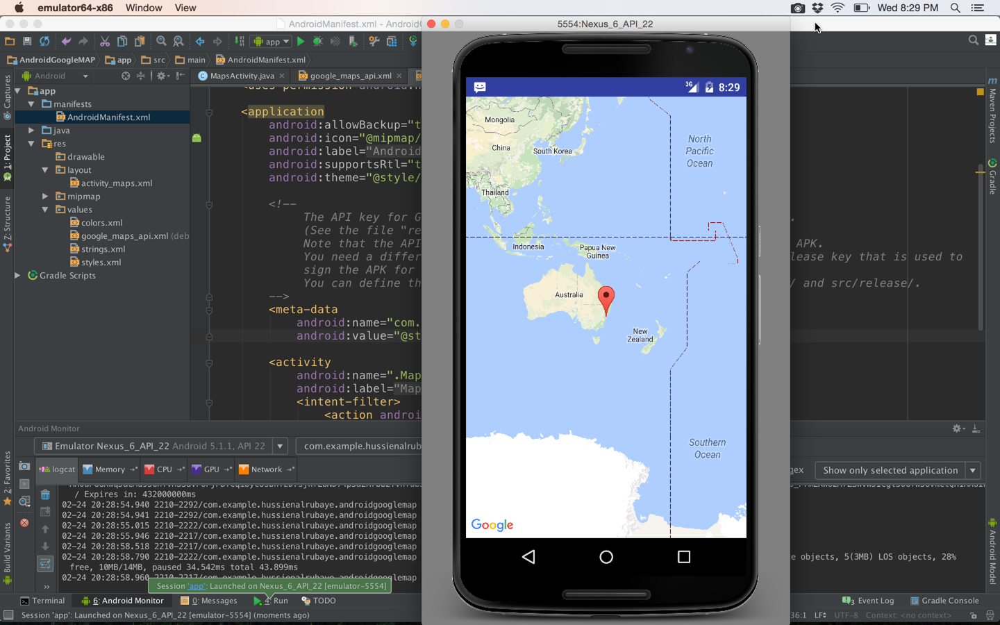 emulator64-x86 Window View
Wed 8:29 PM
AndroidManifest.xml - Android
5554:Nexus_6_API_22
app
AndroidGoogleMAP app src main AndroidManifest.xml
Android
MapsActivity.java
google_maps_api.xml
Captures
1: Project
Z: Structure
2: Favorites
Build Variants
app
manifests
AndroidManifest.xml
java
res
drawable
layout
activity_maps.xml
mipmap
values
colors.xml
google_maps_api.xml (deb
strings.xml
styles.xml
Gradle Scripts
<application
android:allowBackup="t
android:icon="@mipmap/
android:label="Android
android:supportsRtl="t
android:theme="@style/
<!--
The API key for G
(See the file "re
Note that the API
APK.
You need a differ
lease key that is used to
sign the APK for
You can define th
/ and src/release/.
-->
<meta-data
android:name="com.
android:value="@st
<activity
android:name=".Map
android:label="Map
<intent-filter>
<action androi
3G 8:29
Mongolia
China
South Korea
Thailand
North
Pacific
Ocean
Indonesia
Papua New
Guinea
Australia
New
Zealand
Southern
Ocean
Google
Maven Projects
Gradle
Android Model
Android Monitor
Emulator Nexus_6_API_22 Android 5.1.1, API 22
com.example.hussienalrub
logcat Memory CPU GPU Network
gex
Show only selected application
/ Expires in: 432000000ms
02-24 20:28:54.940 2210-2292/com.example.hussienalrubaye.androidgooglemap
02-24 20:28:54.941 2210-2292/com.example.hussienalrubaye.androidgooglemap
02-24 20:28:55.015 2210-2222/com.example.hussienalrubaye.androidgooglemap
02-24 20:28:55.946 2210-2217/com.example.hussienalrubaye.androidgooglemap
02-24 20:28:58.518 2210-2217/com.example.hussienalrubaye.androidgooglemap
02-24 20:28:58.790 2210-2222/com.example.hussienalrubaye.androidgooglemap
e objects, 5(3MB) LOS objects, 28%
free, 10MB/14MB, paused 34.542ms total 43.899ms
02-24 20:28:58.960 2210-2217/com.example.hussienalrubaye.androidgooglemap
Session 'app': Launched on Nexus_6_API_22 [emulator-5554]
Terminal 6: Android Monitor 0: Messages 4: Run TODO
3 Event Log Gradle Console
Session 'app': Launched on Nexus_6_API_22 [emulator-5554] (moments ago)
36:1 LF UTF-8 Context: <no context>